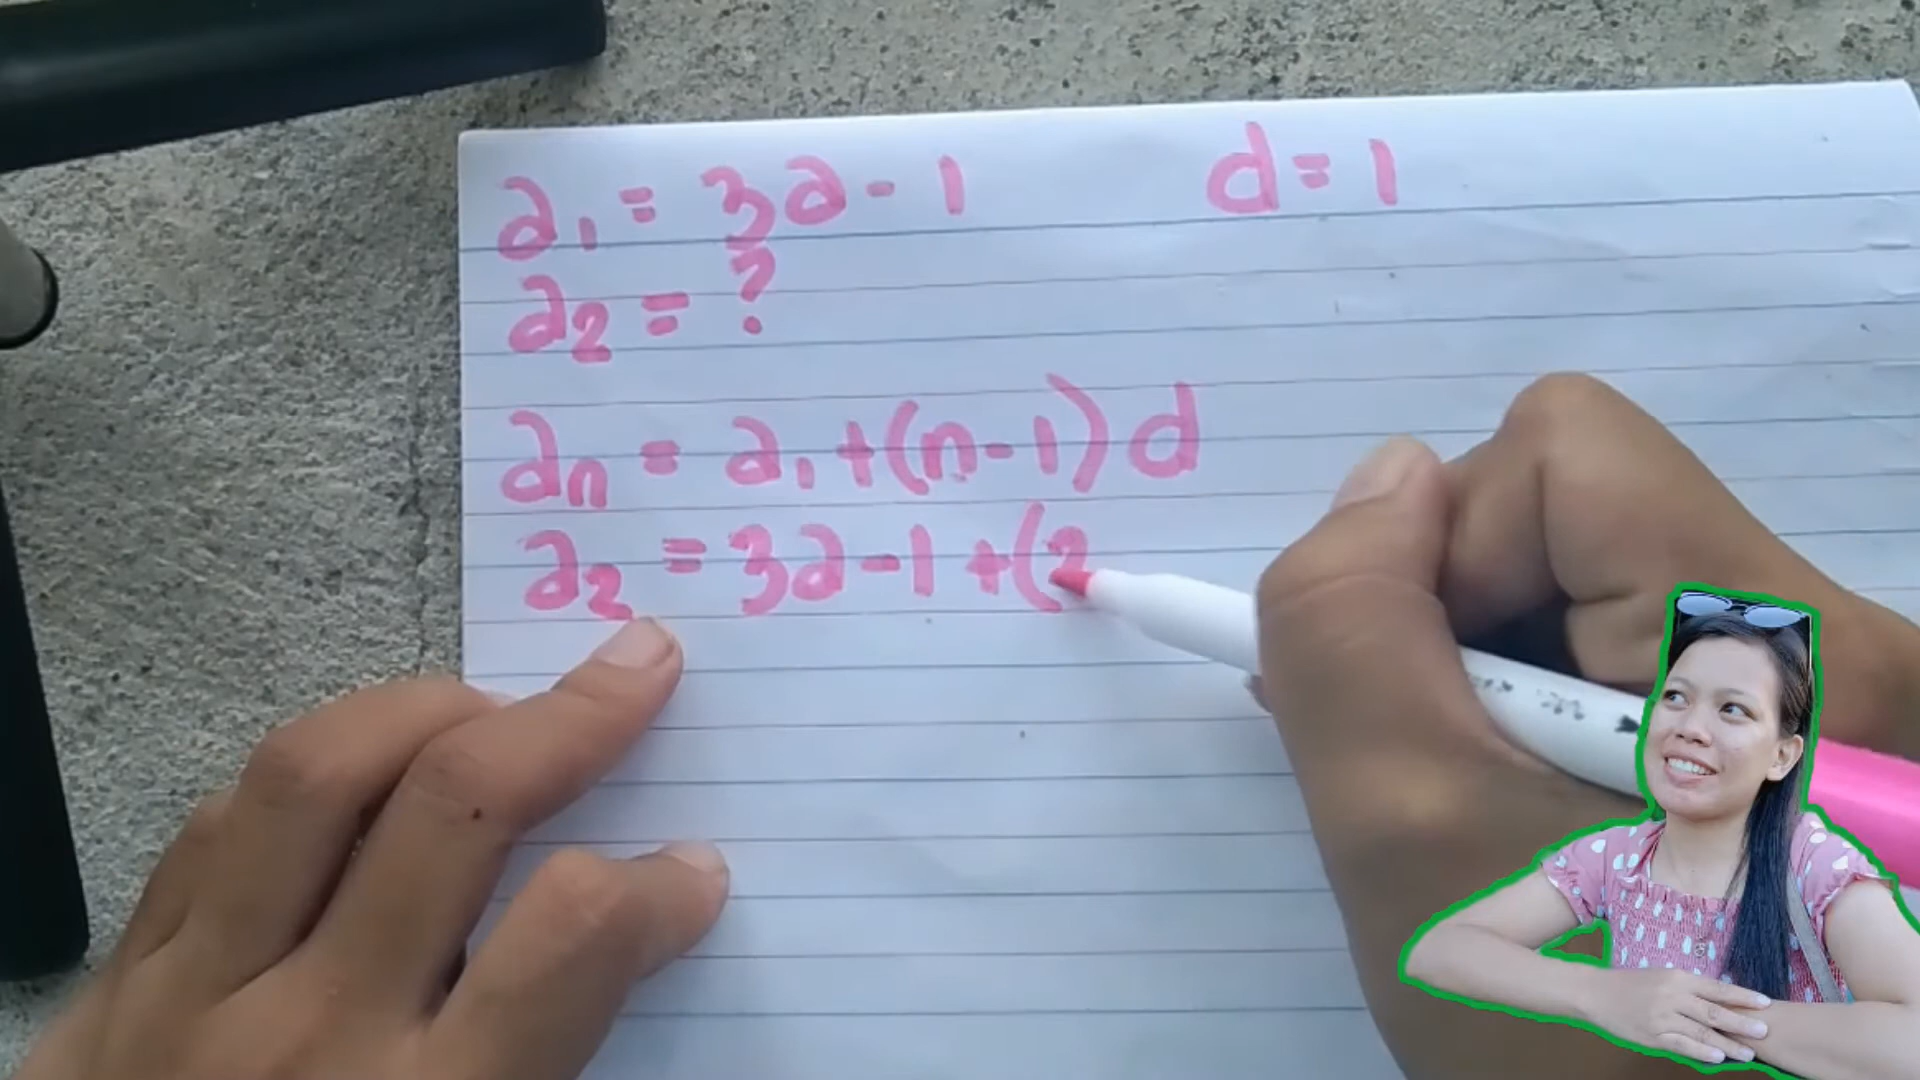 a₁ = 3a - 1 d = 1
a₂ = ?
aₙ = a₁ + (n - 1) d
a₂ = 3a - 1 + (2